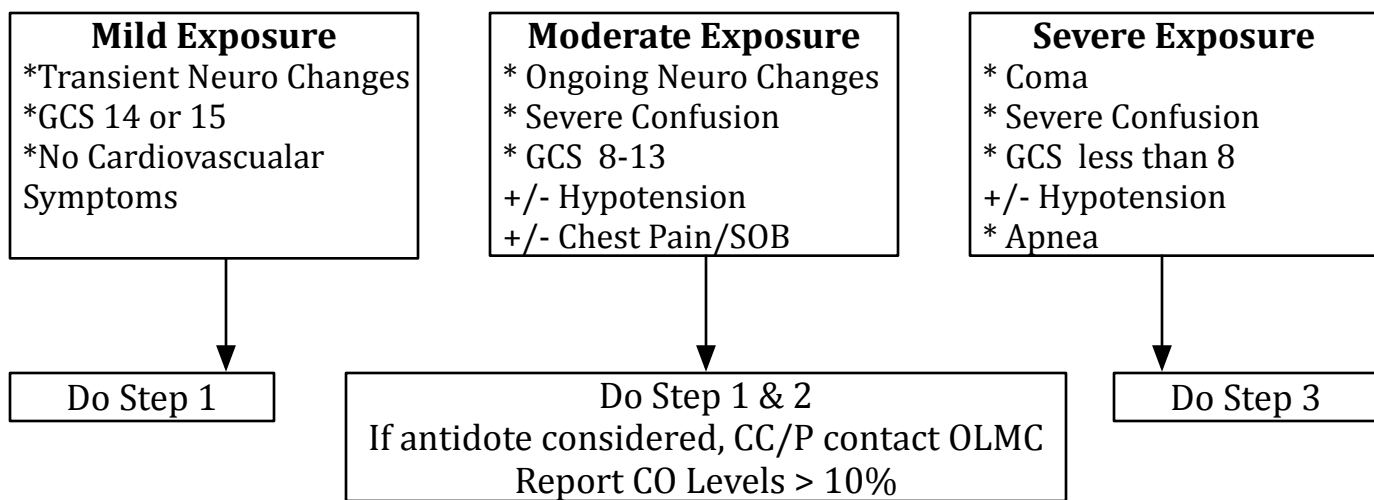 Mild Exposure
*Transient Neuro Changes
*GCS 14 or 15
*No Cardiovascualar
Symptoms
Moderate Exposure
* Ongoing Neuro Changes
* Severe Confusion
* GCS  8-13
+/- Hypotension
+/- Chest Pain/SOB
Severe Exposure
* Coma
* Severe Confusion
* GCS  less than 8
+/- Hypotension
* Apnea
Do Step 1
Do Step 1 & 2
If antidote considered, CC/P contact OLMC
Report CO Levels > 10%
Do Step 3